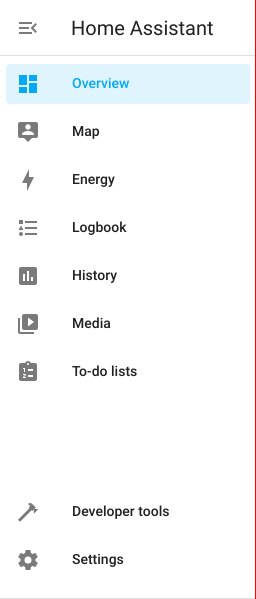 Home Assistant
Overview
Map
Energy
Logbook
History
Media
To-do lists
Developer tools
Settings